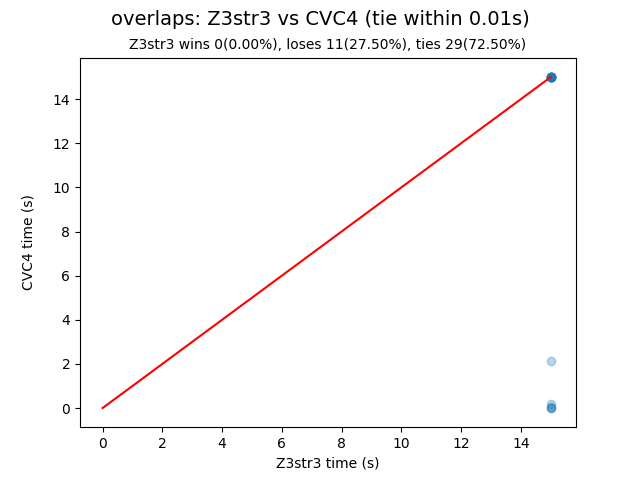 overlaps: Z3str3 vs CVC4 (tie within 0.01s)
Z3str3 wins 0(0.00%), loses 11(27.50%), ties 29(72.50%)
14
12
10
8
6
4
2
0
CVC4 time (s)
0 2 4 6 8 10 12 14
Z3str3 time (s)